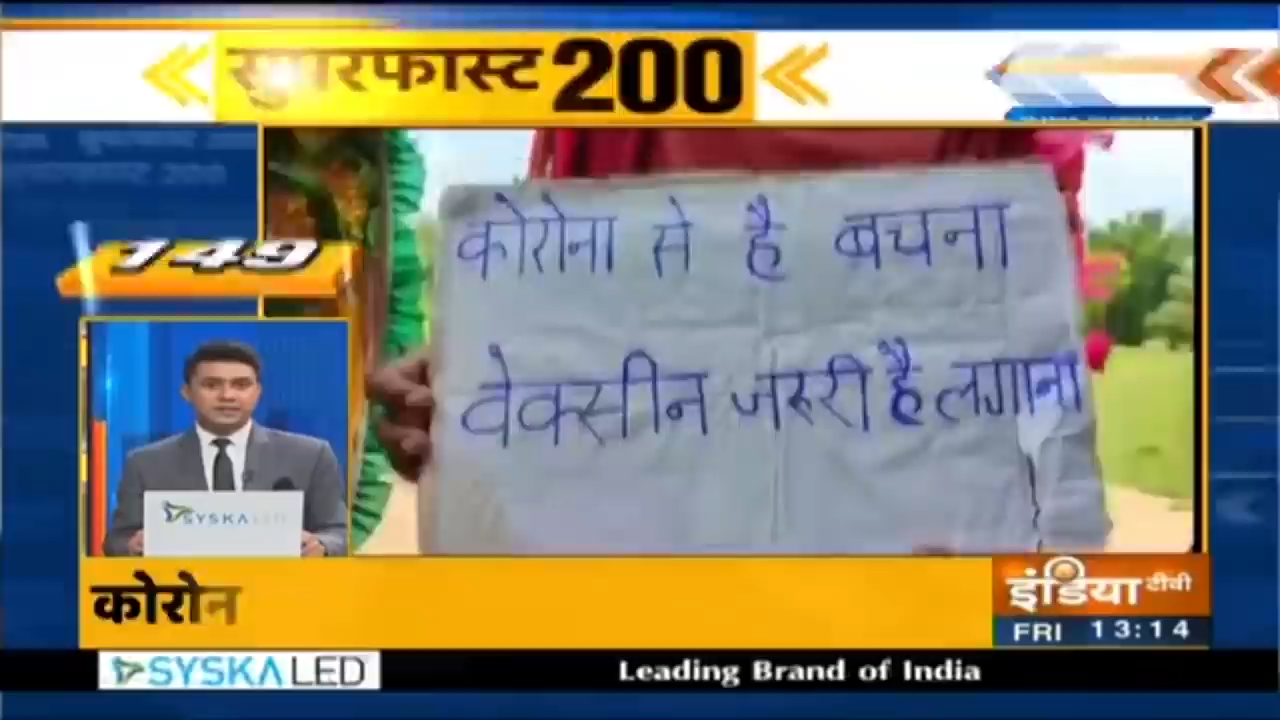 सुपरफास्ट 200
149
कोरोना से है बचना
वेक्सीन जरुरी है लगाना
SYSKA LED
कोरोन
इंडिया टीवी
FRI 13:14
SYSKA LED
Leading Brand of India